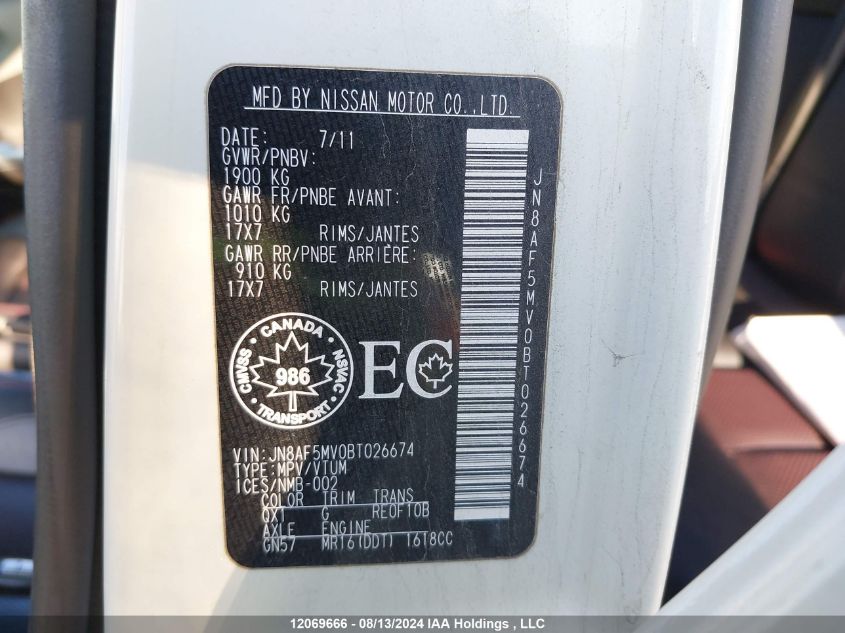 MFD BY NISSAN MOTOR CO.,LTD.
DATE: 7/11
GVWR/PNBV:
1900 KG
GAWR FR/PNBE AVANT:
1010 KG
17X7 RIMS/JANTES
GAWR RR/PNBE ARRIÈRE:
910 KG
17X7 RIMS/JANTES
CANADA
CMVSS 986 NSVAC
TRANSPORT
EC
VIN:JN8AF5MV0BT026674
TYPE:MPV/VTUM
ICES/NMB-002
COLOR TRIM TRANS
QX1 G RE0F10B
AXLE ENGINE
GN57 MR16(DDT) 1618CC
JN8AF5MV0BT026674
12069666 - 08/13/2024 IAA Holdings , LLC